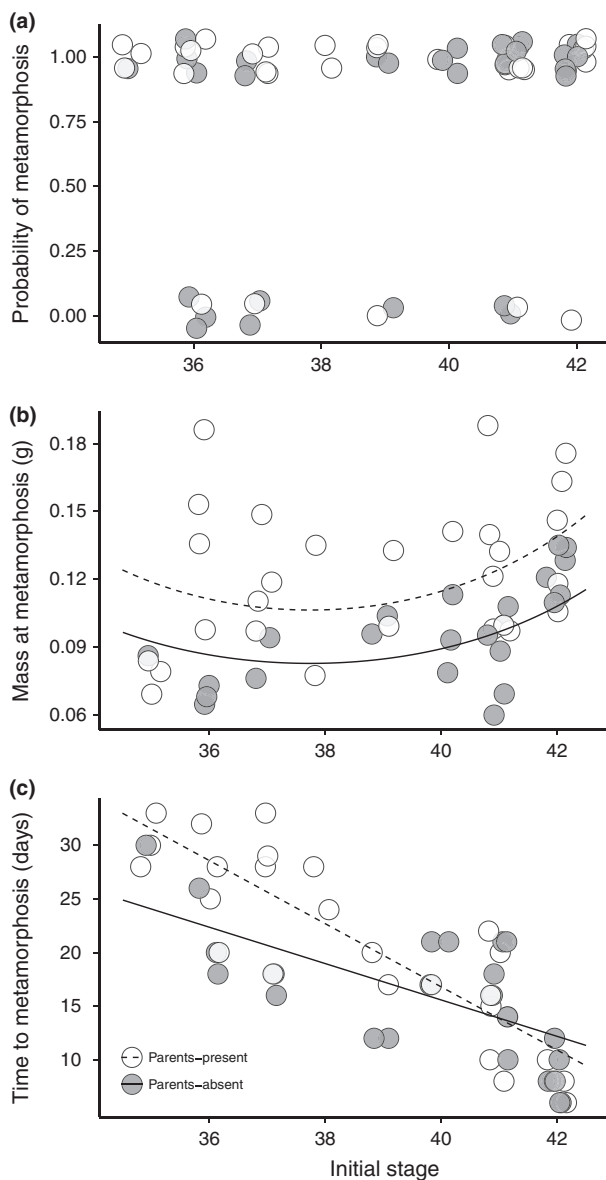 (a)
Probability of metamorphosis
1.00
0.75
0.50
0.25
0.00
36 38 40 42
(b)
Mass at metamorphosis (g)
0.18
0.15
0.12
0.09
0.06
36 38 40 42
(c)
Time to metamorphosis (days)
30
25
20
15
10
Parents–present
Parents–absent
36 38 40 42
Initial stage